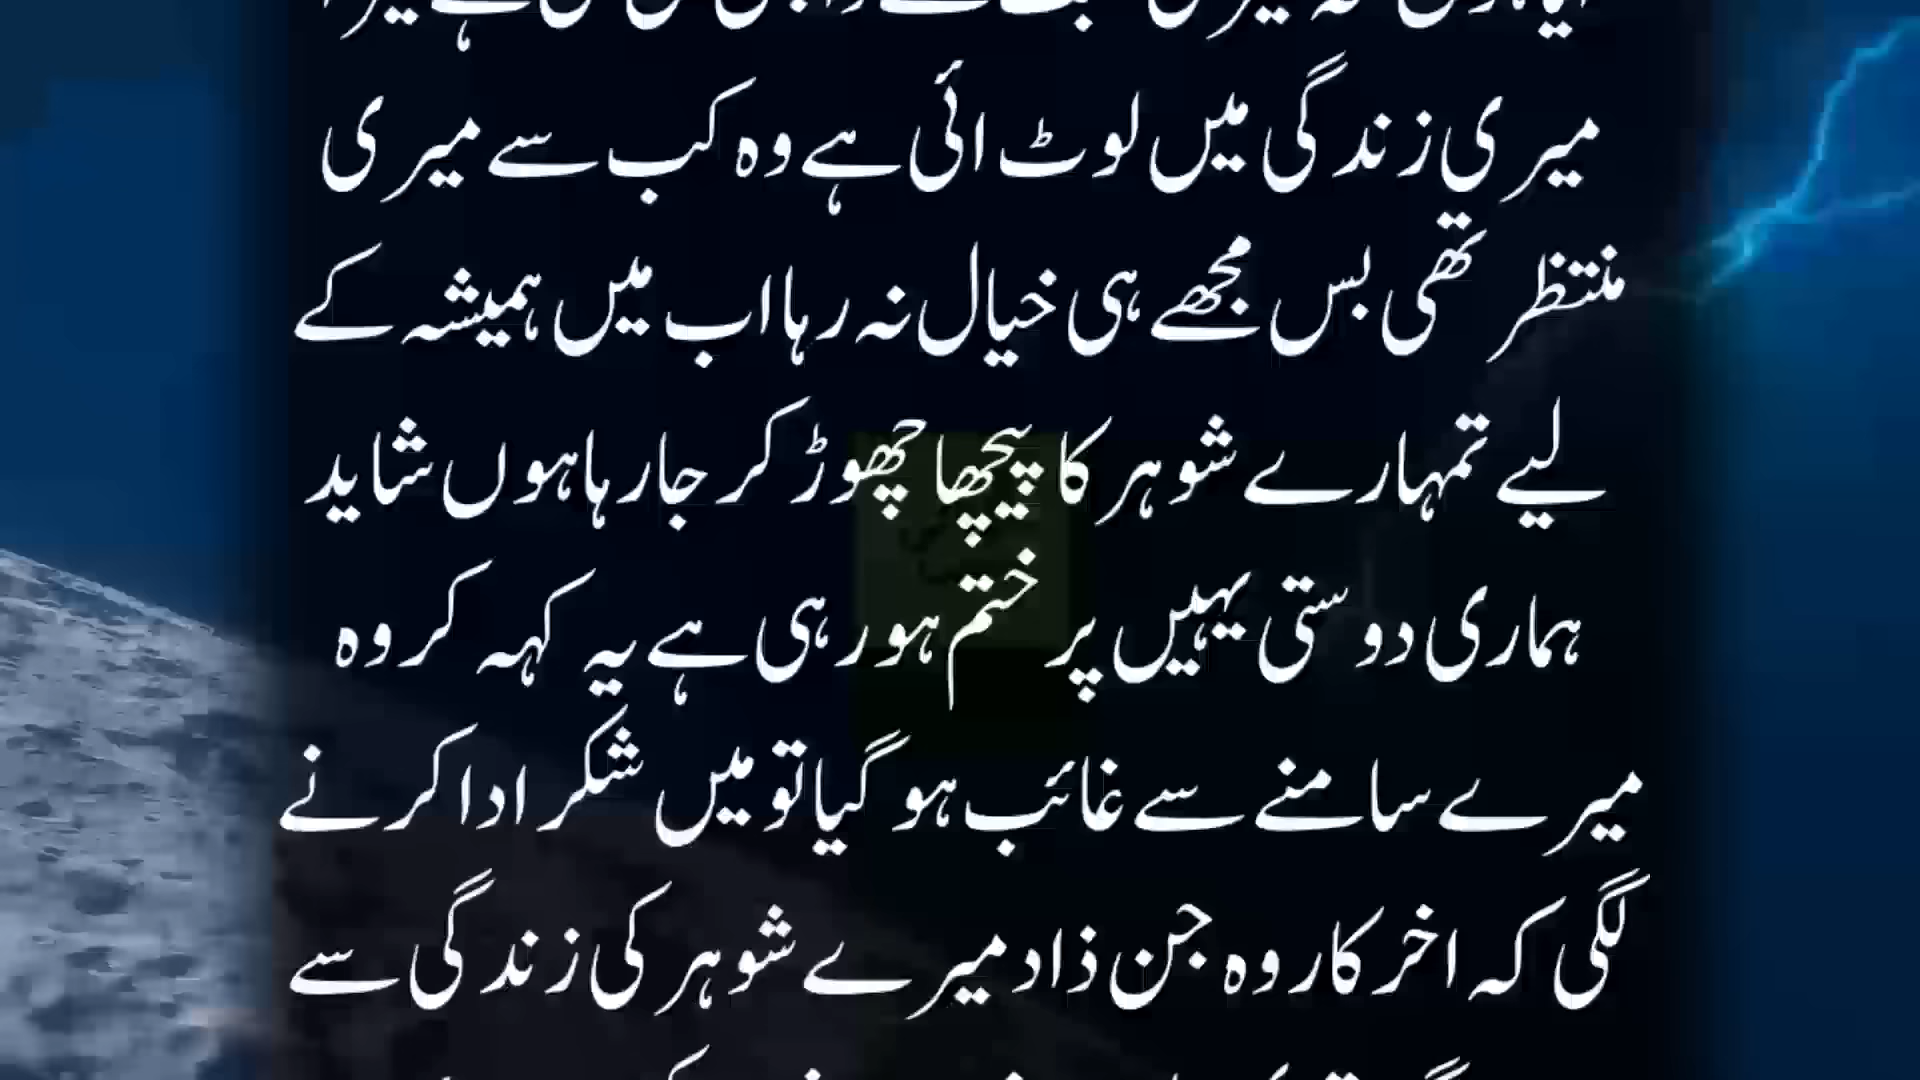 میری زندگی میں لوٹ ائی ہے وہ کب سے میری
منتظر تھی بس مجھے ہی خیال نہ رہا اب میں ہمیشہ کے
لیے تمہارے شوہر کا پیچھا چھوڑ کر جا رہا ہوں شاید
ہماری دوستی یہیں پر ختم ہو رہی ہے یہ کہہ کر وہ
میرے سامنے سے غائب ہو گیا تو میں شکر ادا کرنے
لگی کہ اخر کار وہ جن ذاد میرے شوہر کی زندگی سے